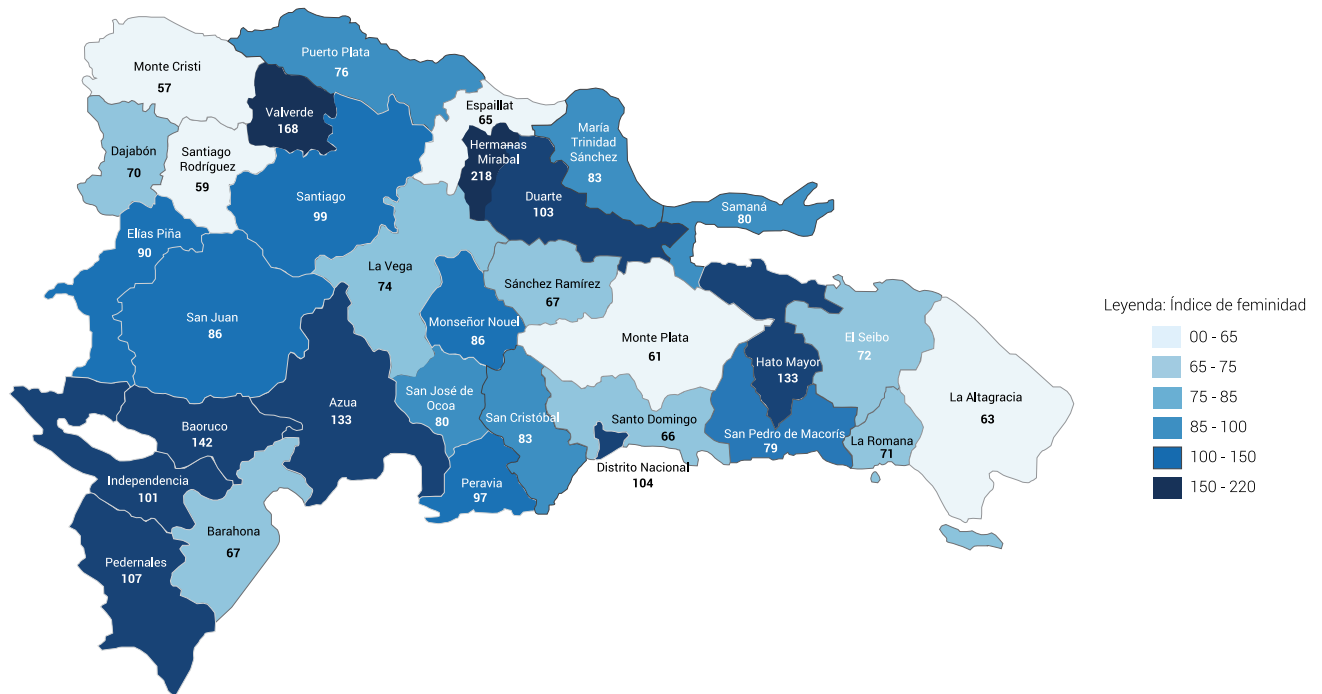 Puerto Plata
76
Monte Cristi
57
Valverde
168
Espaillat
65
María
Trinidad
Sánchez
83
Dajabón
70
Santiago
Rodríguez
59
Hermanas
Mirabal
218
Santiago
99
Duarte
103
Samaná
80
Elías Piña
90
La Vega
74
Sánchez Ramírez
67
San Juan
86
Monseñor Nouel
86
Monte Plata
61
El Seibo
72
Hato Mayor
133
La Altagracia
63
San José de
Ocoa
80
Azua
133
San Cristóbal
83
Santo Domingo
66
San Pedro de Macorís
79
La Romana
71
Baoruco
142
Distrito Nacional
104
Independencia
101
Peravia
97
Barahona
67
Pedernales
107
Leyenda: Índice de feminidad
00 - 65
65 - 75
75 - 85
85 - 100
100 - 150
150 - 220